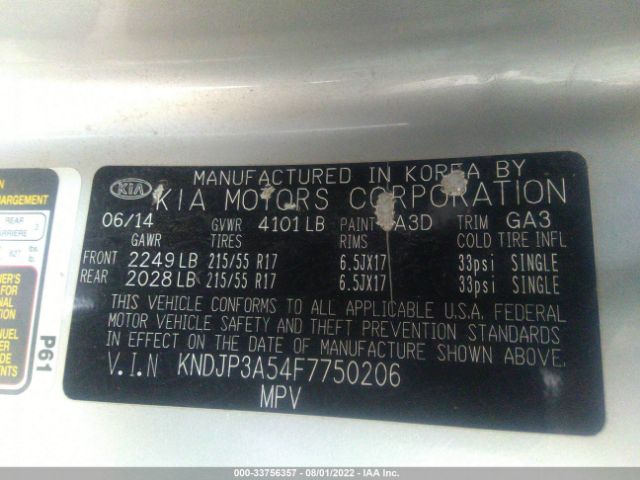 MANUFACTURED IN KOREA BY
KIA KIA MOTORS CORPORATION
06/14 GVWR 4101 LB PAINT A3D TRIM GA3
GAWR TIRES RIMS COLD TIRE INFL
FRONT 2249 LB 215/55 R17 6.5JX17 33psi SINGLE
REAR 2028 LB 215/55 R17 6.5JX17 33psi SINGLE
THIS VEHICLE CONFORMS TO ALL APPLICABLE U.S.A. FEDERAL
MOTOR VEHICLE SAFETY AND THEFT PREVENTION STANDARDS
IN EFFECT ON THE DATE OF MANUFACTURE SHOWN ABOVE.
V.I.N KNDJP3A54F7750206
MPV
REAR
P61
000-33756357 - 08/01/2022 - IAA Inc.